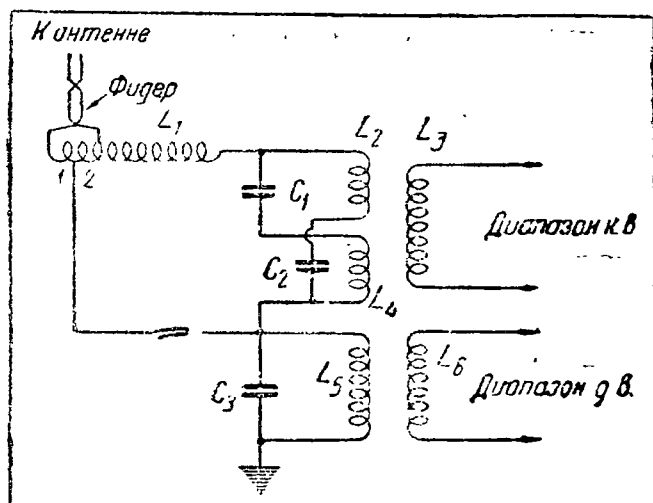 К антенне
Фидер
L1
1 2
L2
L3
C1
Диапазон к.в
C2
L4
L5
L6
C3
Диапазон д.в.